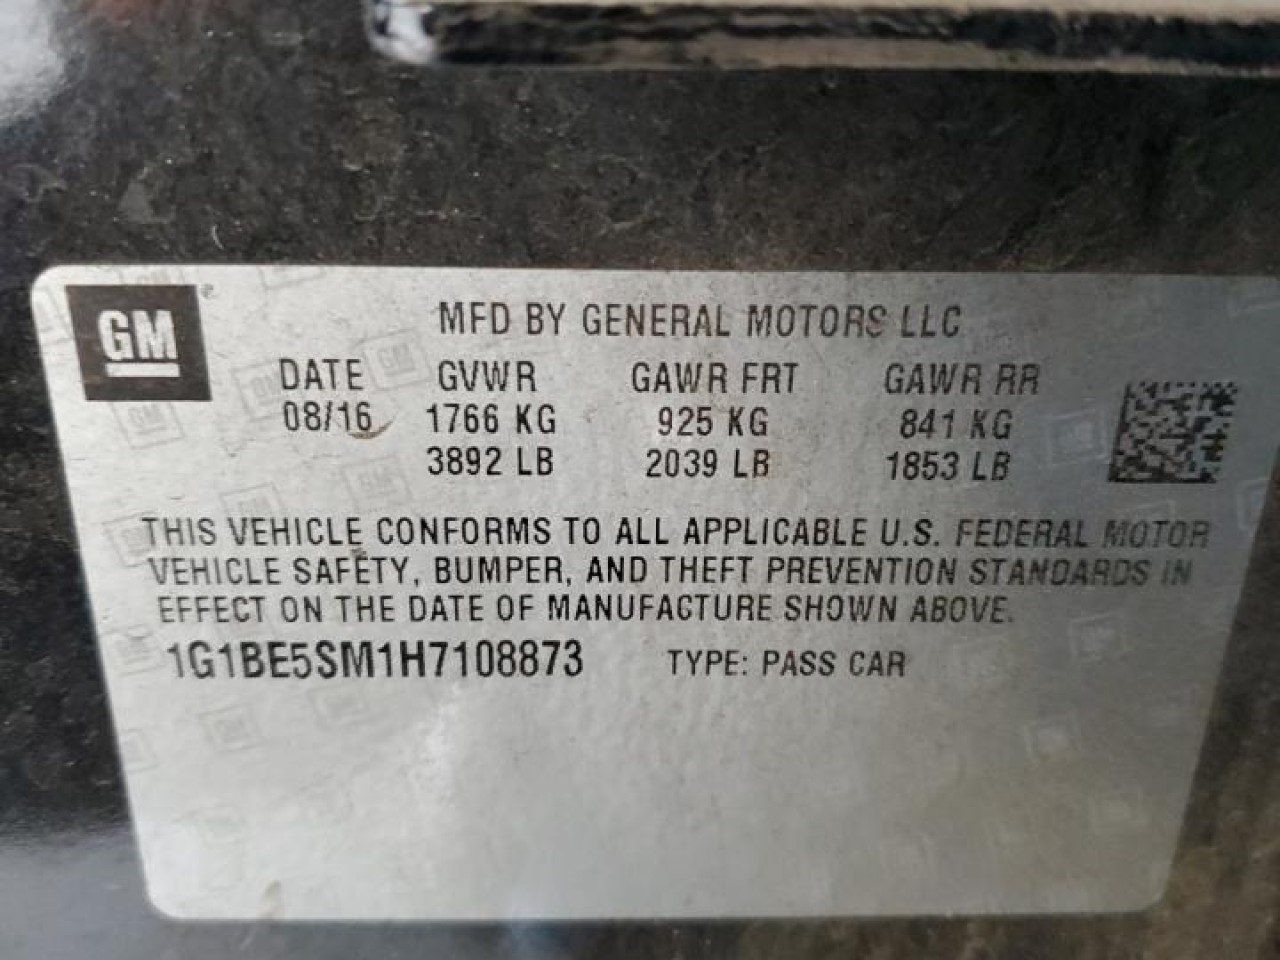 GM
MFD BY GENERAL MOTORS LLC
DATE GVWR GAWR FRT GAWR RR
08/16 1766 KG 925 KG 841 KG
3892 LB 2039 LB 1853 LB
THIS VEHICLE CONFORMS TO ALL APPLICABLE U.S. FEDERAL MOTOR
VEHICLE SAFETY, BUMPER, AND THEFT PREVENTION STANDARDS IN
EFFECT ON THE DATE OF MANUFACTURE SHOWN ABOVE.
1G1BE5SM1H7108873 TYPE: PASS CAR